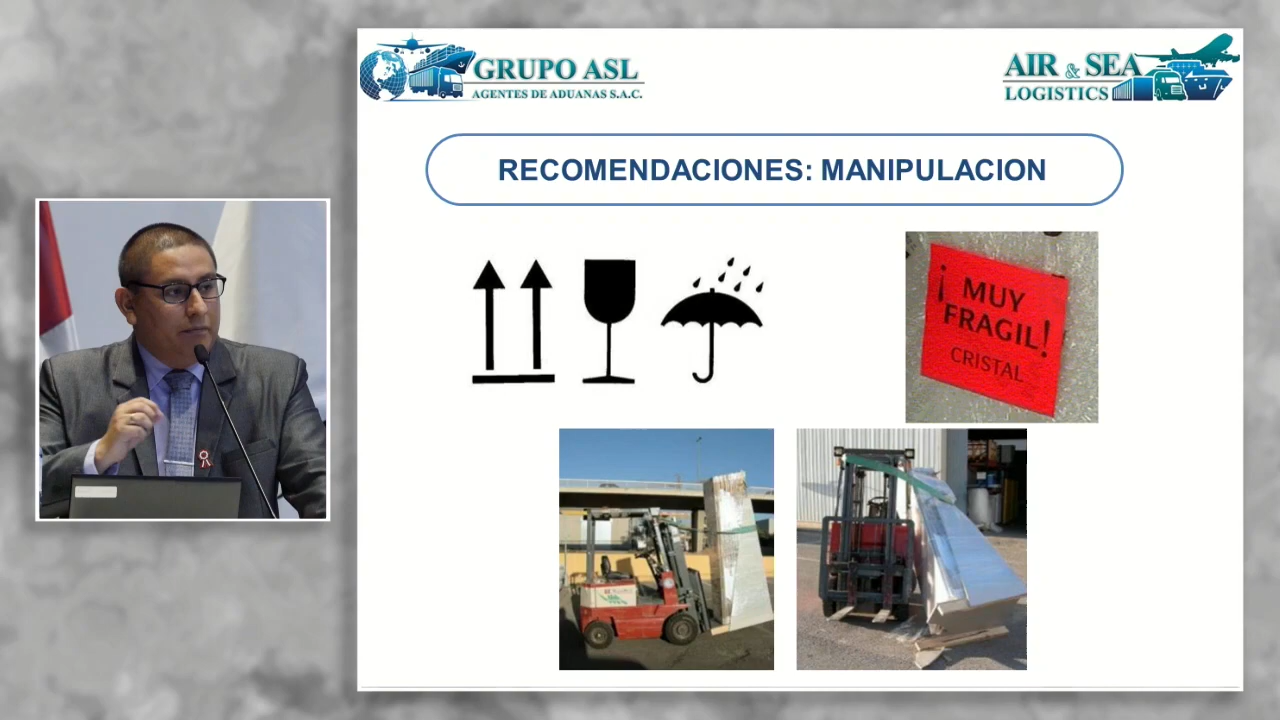 GRUPO ASL
AGENTES DE ADUANAS S.A.C.
AIR & SEA
LOGISTICS
RECOMENDACIONES: MANIPULACION
¡ MUY
FRAGIL!
CRISTAL